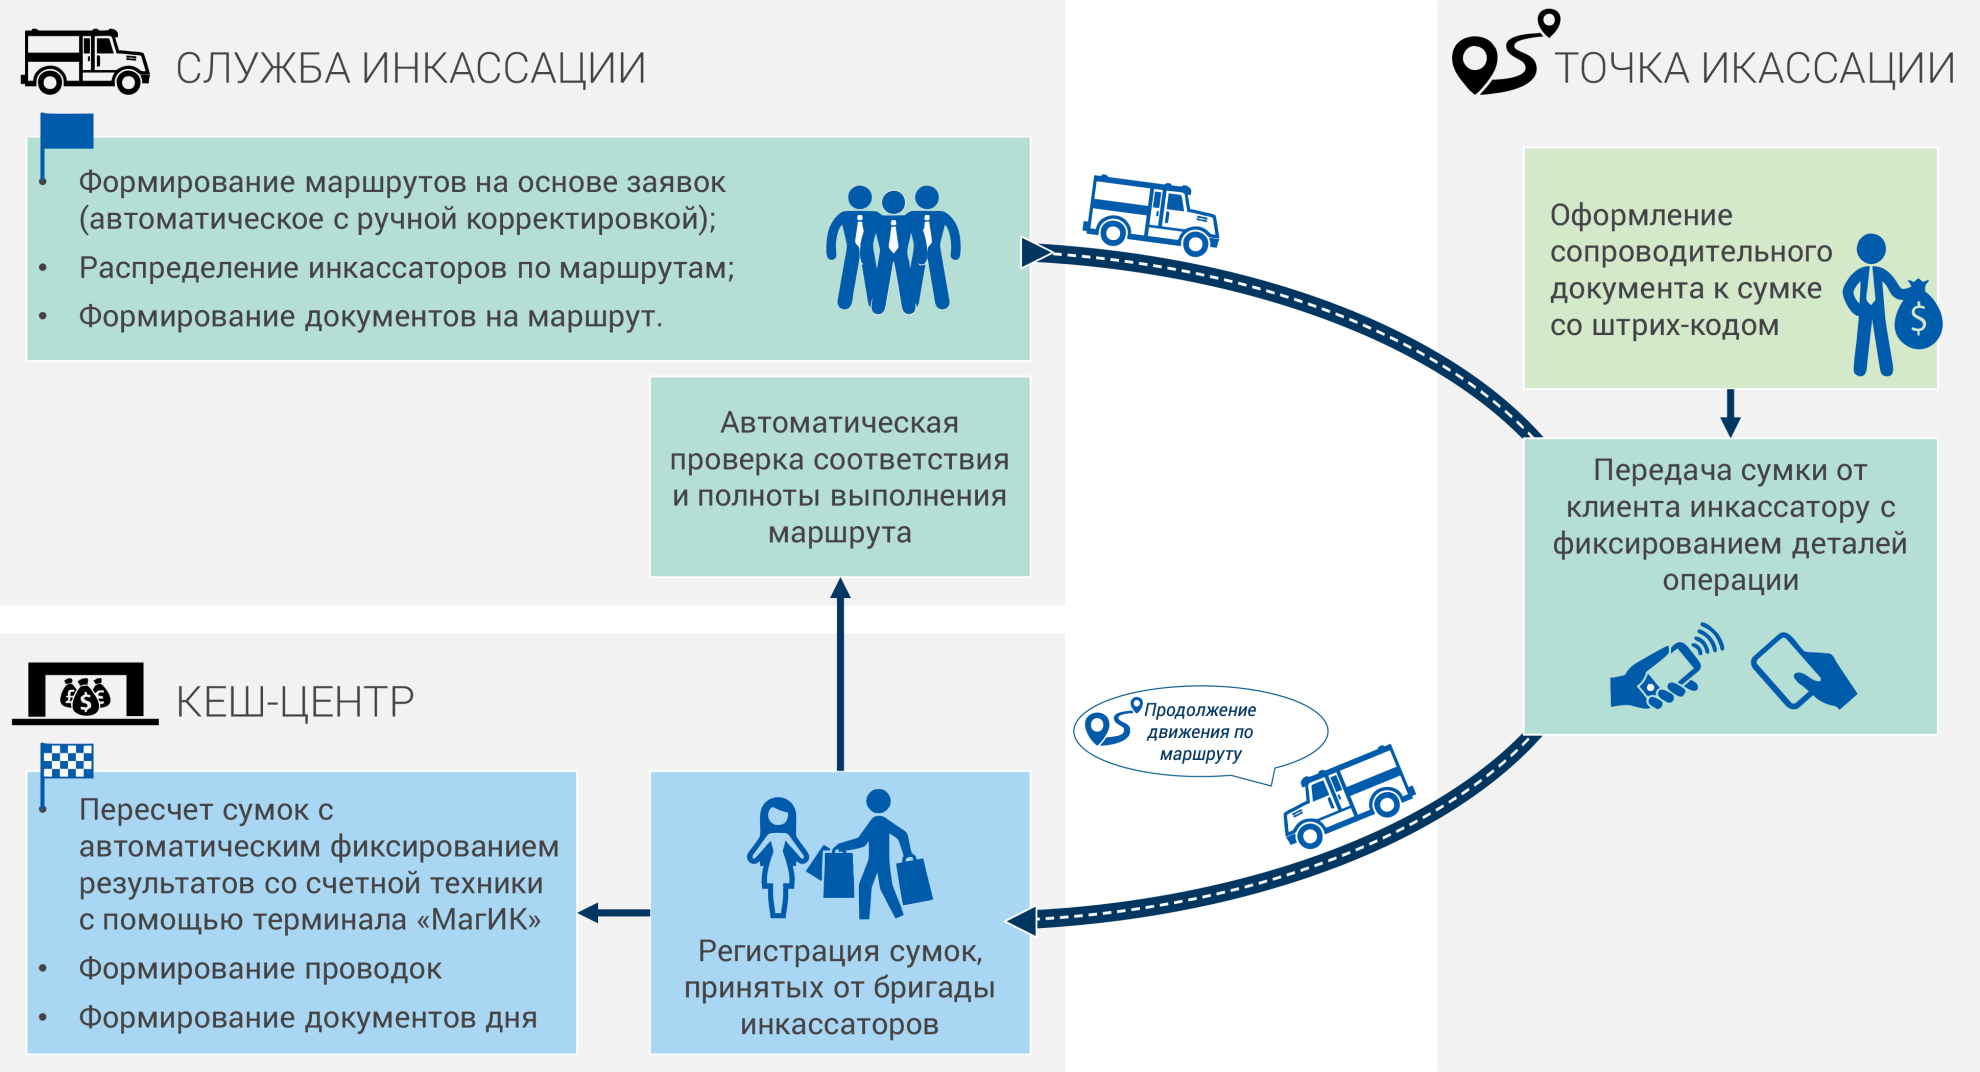 СЛУЖБА ИНКАССАЦИИ
• Формирование маршрутов на основе заявок
(автоматическое с ручной корректировкой);
• Распределение инкассаторов по маршрутам;
• Формирование документов на маршрут.
Автоматическая
проверка соответствия
и полноты выполнения
маршрута
ТОЧКА ИКАССАЦИИ
Оформление
сопроводительного
документа к сумке
со штрих-кодом
$
Передача сумки от
клиента инкассатору с
фиксированием деталей
операции
Продолжение
движения по
маршруту
£ $ €
КЕШ-ЦЕНТР
• Пересчет сумок с
автоматическим фиксированием
результатов со счетной техники
с помощью терминала «МагИК»
• Формирование проводок
• Формирование документов дня
Регистрация сумок,
принятых от бригады
инкассаторов